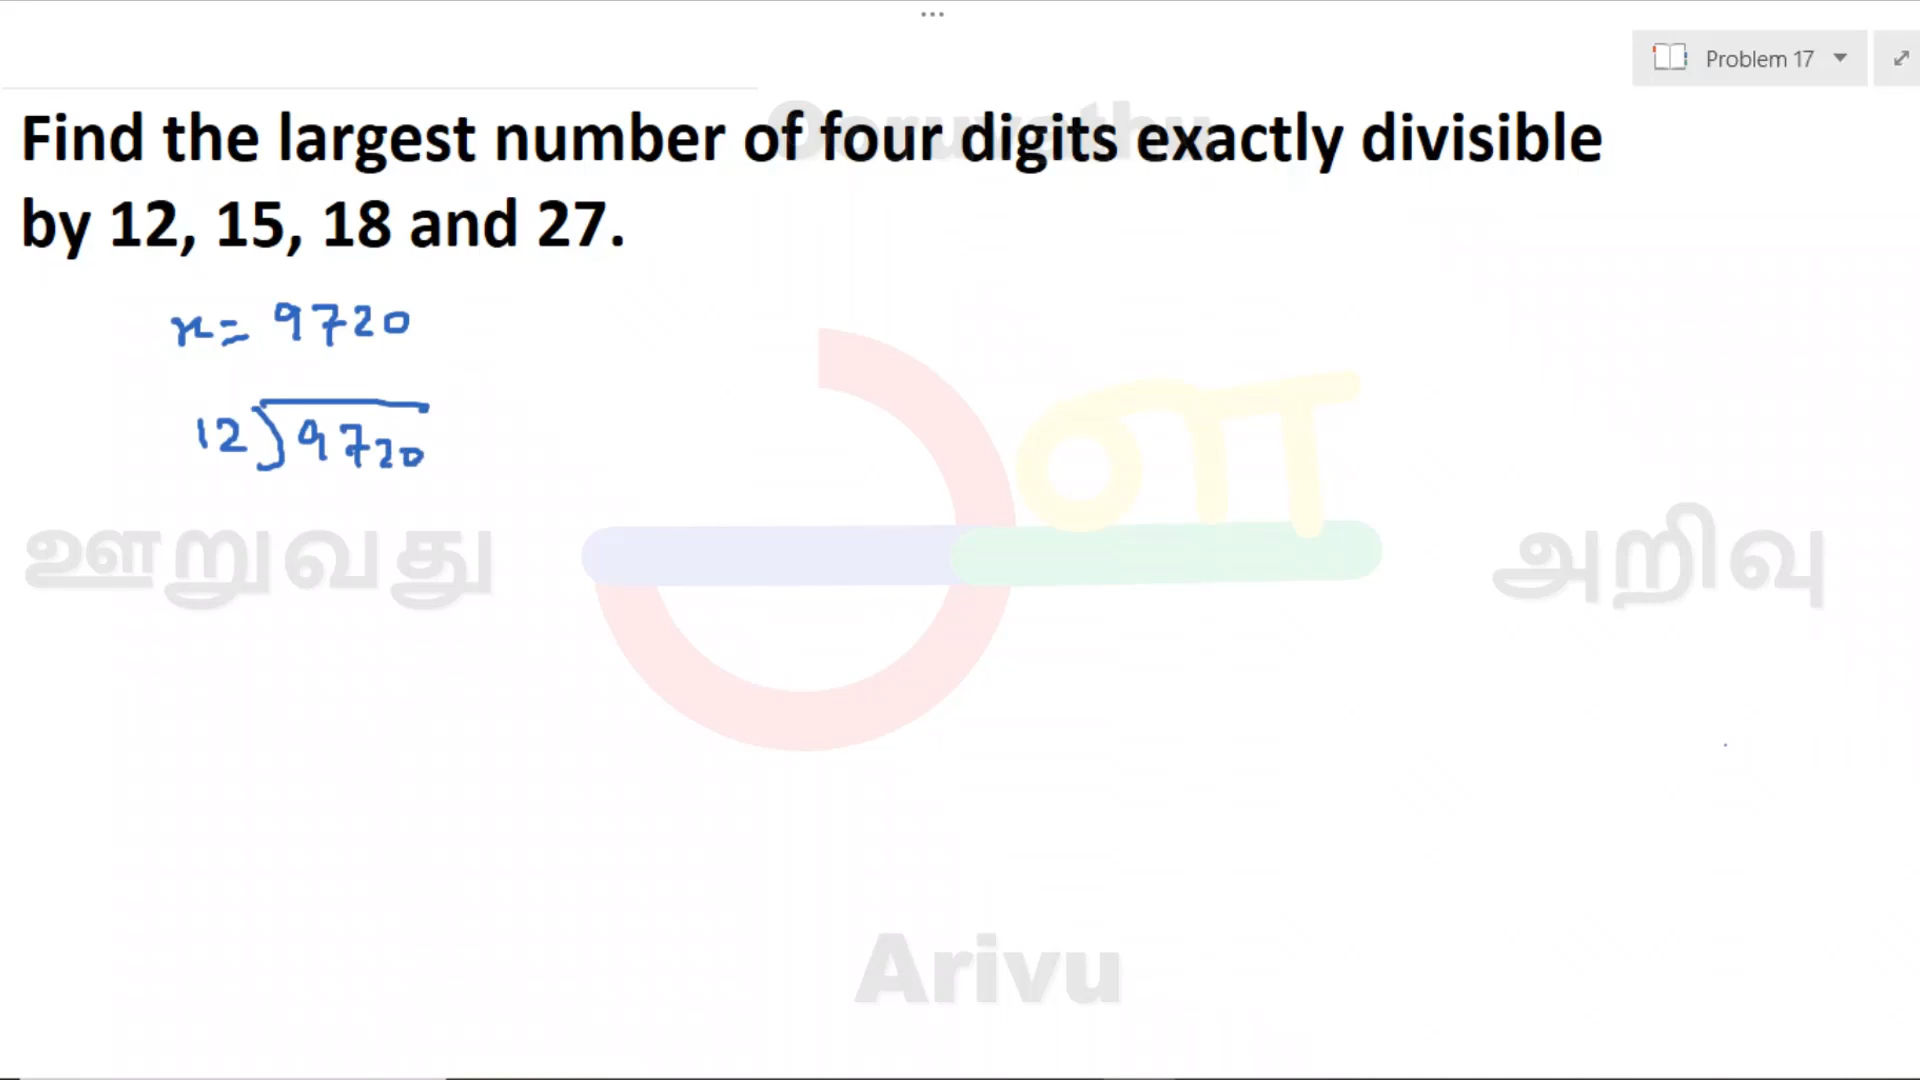 ...
Problem 17
Ooruvathu
Find the largest number of four digits exactly divisible
by 12, 15, 18 and 27.
x = 9720
12)9720
ஊறுவது
அறிவு
Arivu